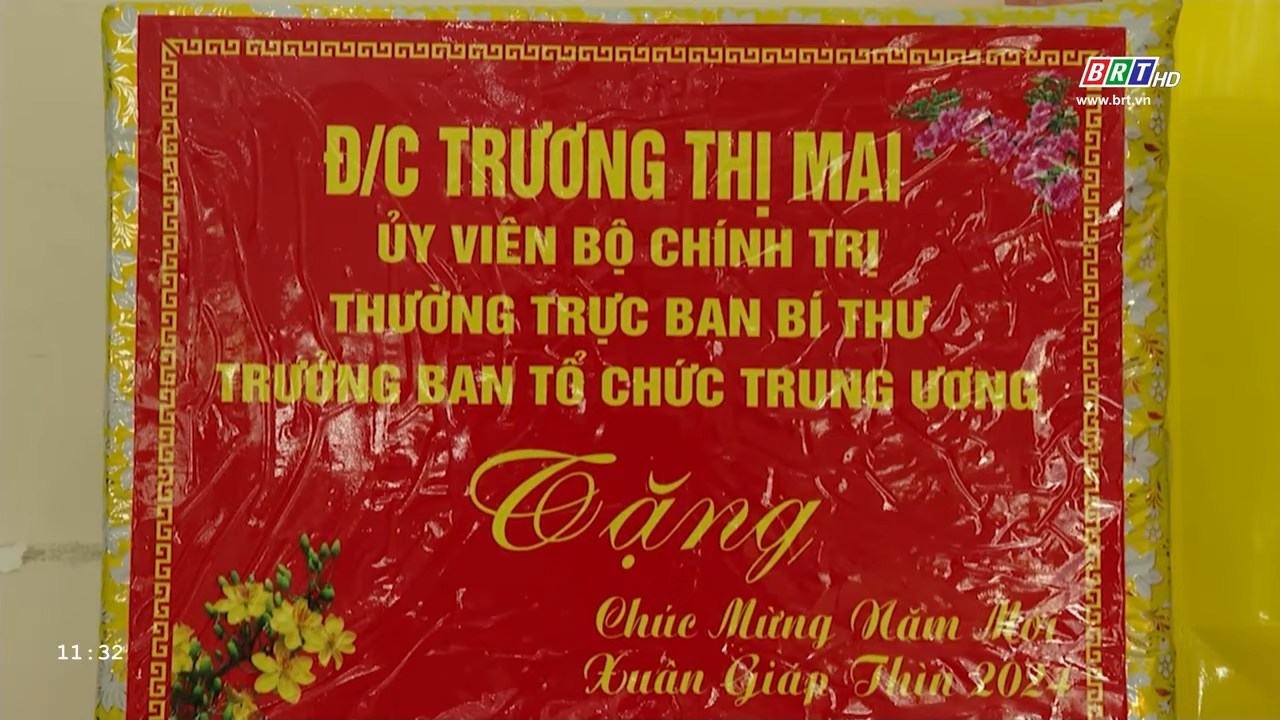 BRT HD
www.brt.vn
Đ/C TRƯƠNG THỊ MAI
ỦY VIÊN BỘ CHÍNH TRỊ
THƯỜNG TRỰC BAN BÍ THƯ
TRƯỞNG BAN TỔ CHỨC TRUNG ƯƠNG
Tặng
Chúc Mừng Năm Mới
Xuân Giáp Thìn 2024
11:32